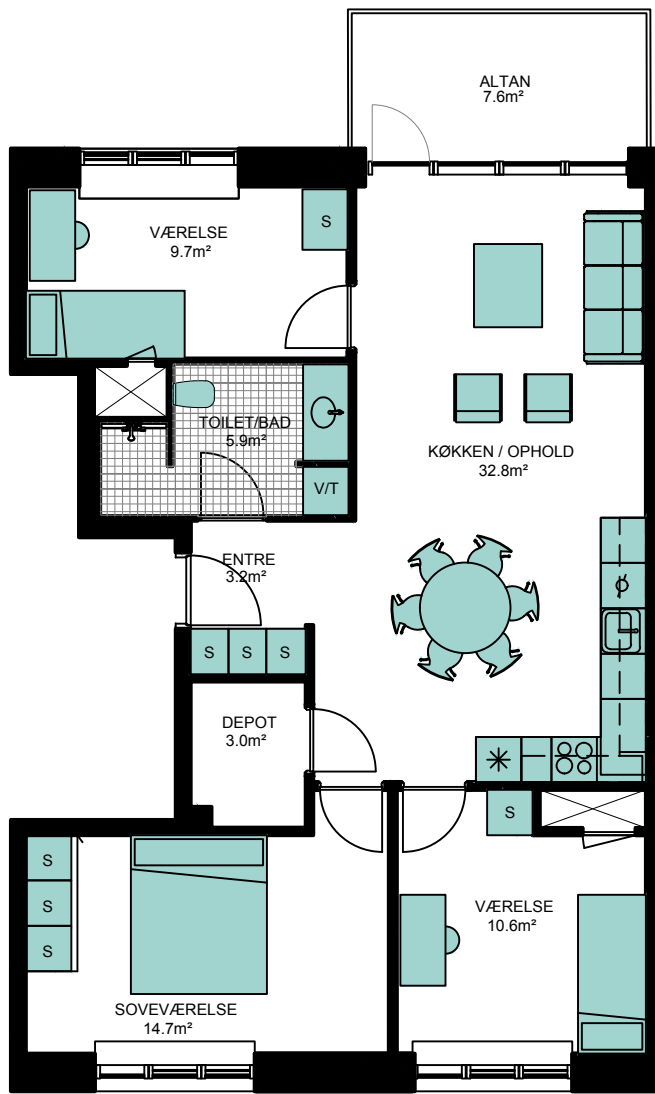 ALTAN
7.6m²
VÆRELSE
9.7m²
S
TOILET/BAD
5.9m²
V/T
KØKKEN / OPHOLD
32.8m²
ENTRE
3.2m²
S S S
DEPOT
3.0m²
S
S
S
S
SOVEVÆRELSE
14.7m²
VÆRELSE
10.6m²